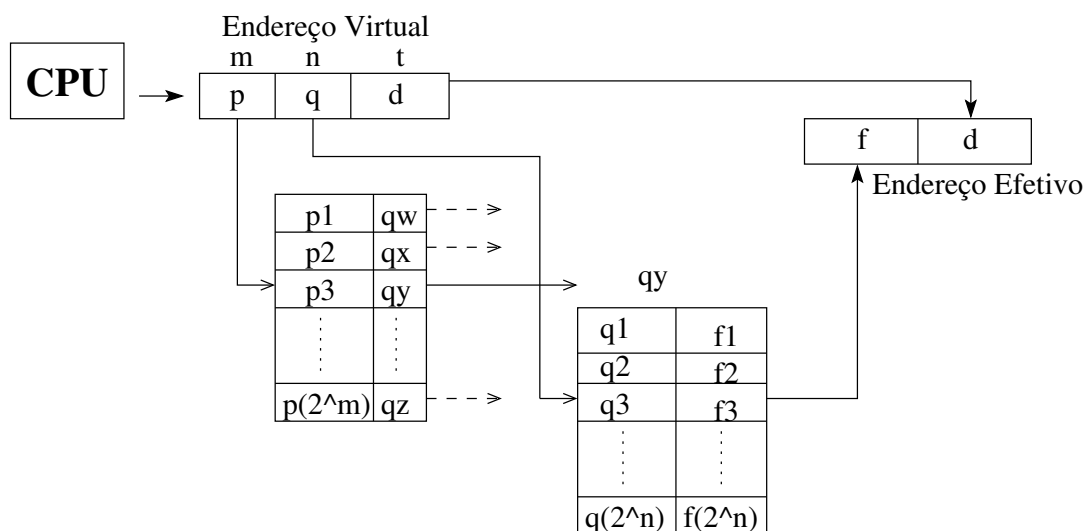 Endereço Virtual
m n t
CPU
p q d
f d
Endereço Efetivo
p1 qw
p2 qx
p3 qy
p(2^m) qz
qy
q1 f1
q2 f2
q3 f3
q(2^n) f(2^n)